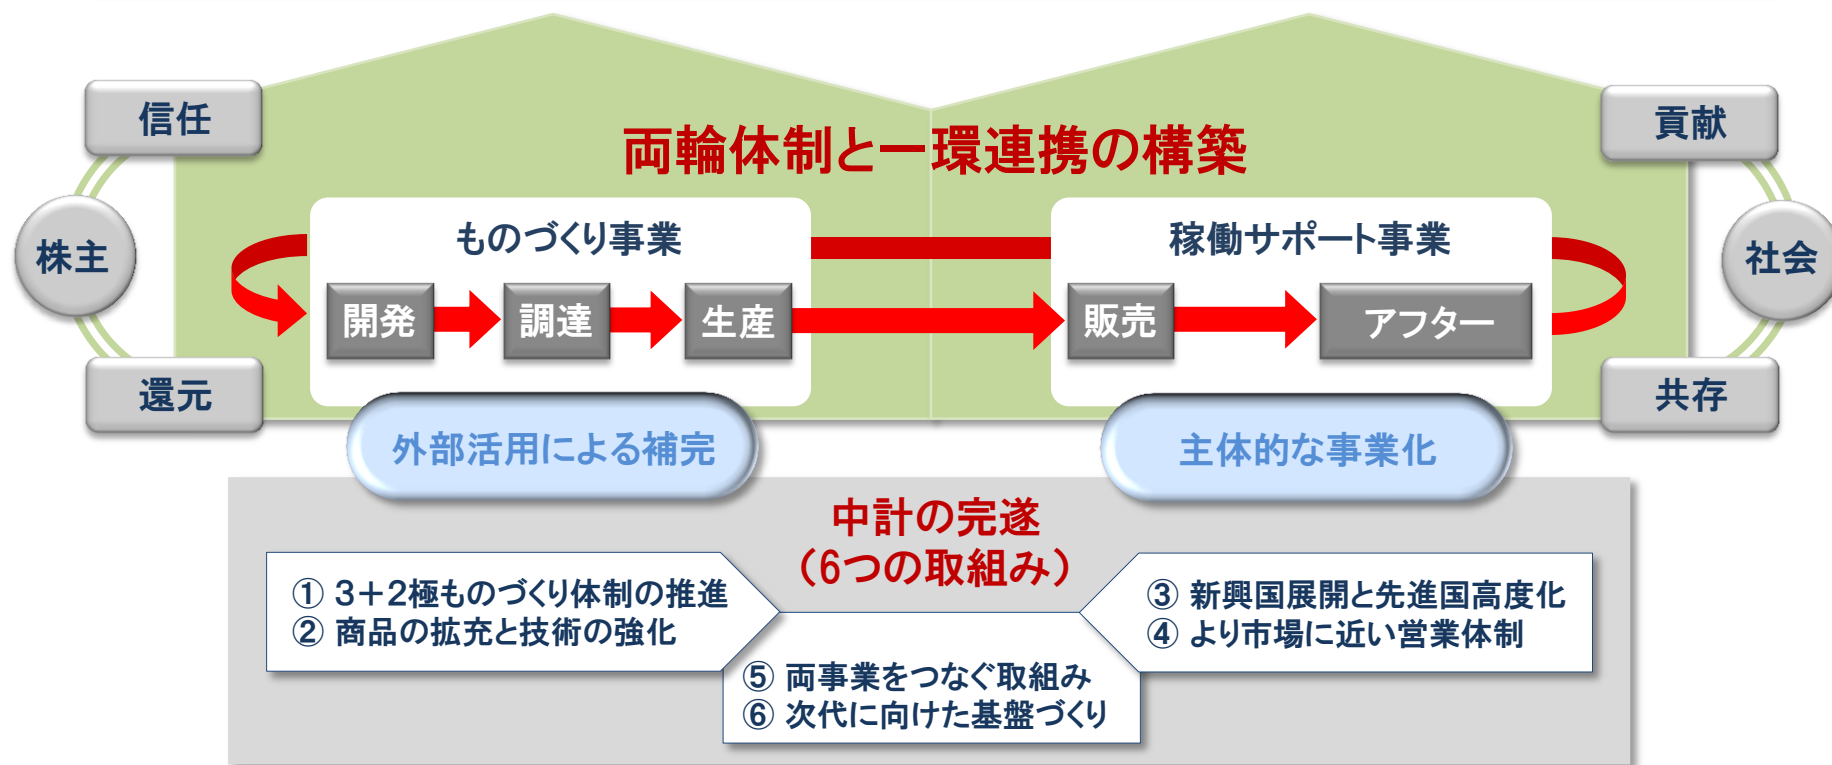 両輪体制と一環連携の構築
信任
株主
還元
貢献
社会
共存
ものづくり事業
開発
調達
生産
稼働サポート事業
販売
アフター
外部活用による補完
主体的な事業化
中計の完遂
（6つの取組み）
① 3＋2極ものづくり体制の推進
② 商品の拡充と技術の強化
③ 新興国展開と先進国高度化
④ より市場に近い営業体制
⑤ 両事業をつなぐ取組み
⑥ 次代に向けた基盤づくり